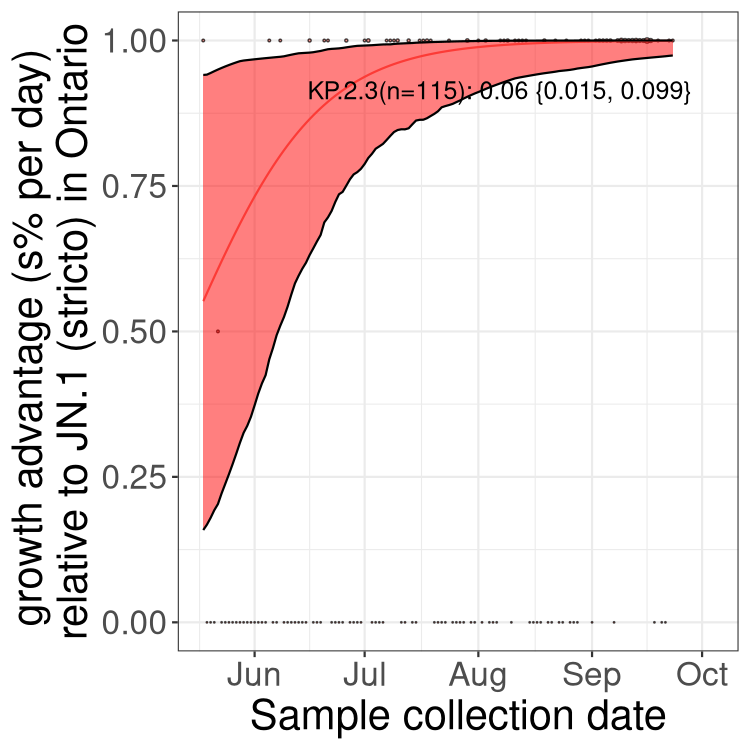 growth advantage (s% per day)
relative to JN.1 (stricto) in Ontario
1.00
0.75
0.50
0.25
0.00
KP.2.3(n=115): 0.06 {0.015, 0.099}
Jun Jul Aug Sep Oct
Sample collection date